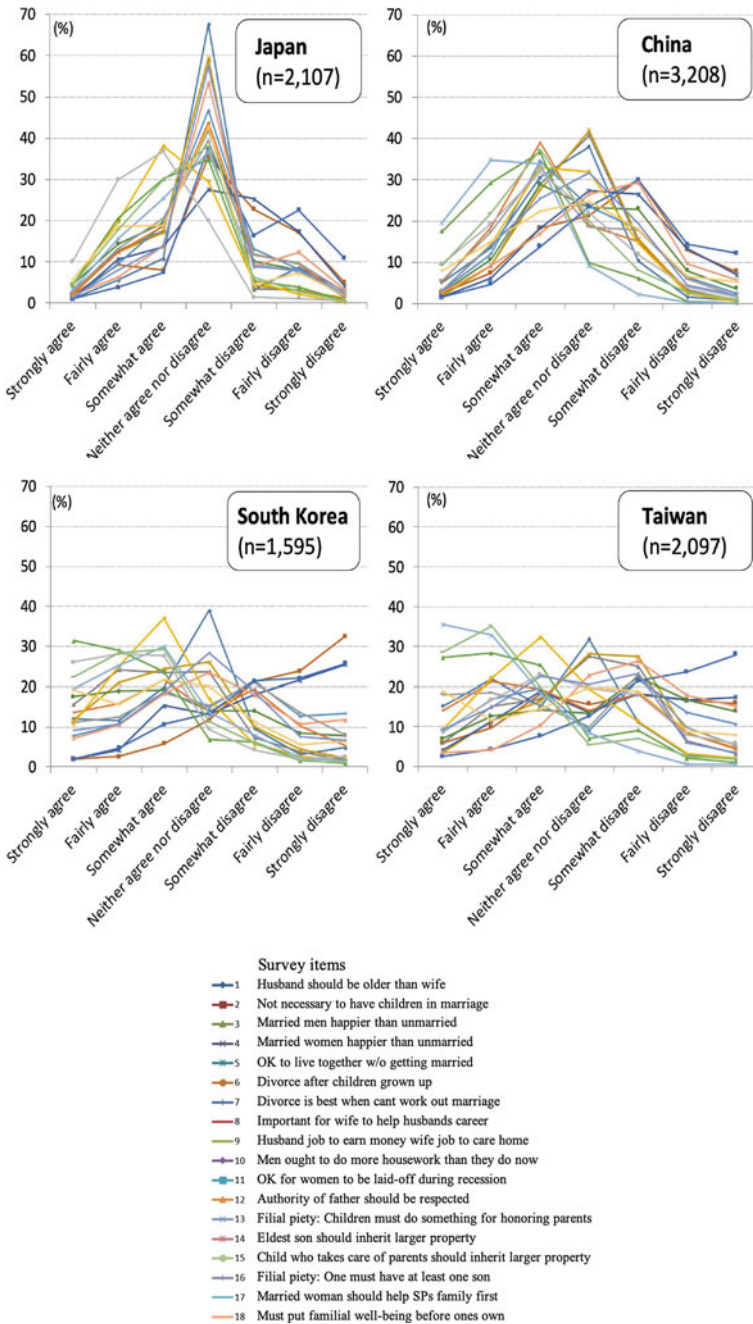 (%)
Japan
(n=2,107)
70
60
50
40
30
20
10
0
Strongly agree
Fairly agree
Somewhat agree
Neither agree nor disagree
Somewhat disagree
Fairly disagree
Strongly disagree
(%)
China
(n=3,208)
70
60
50
40
30
20
10
0
Strongly agree
Fairly agree
Somewhat agree
Neither agree nor disagree
Somewhat disagree
Fairly disagree
Strongly disagree
(%)
South Korea
(n=1,595)
70
60
50
40
30
20
10
0
Strongly agree
Fairly agree
Somewhat agree
Neither agree nor disagree
Somewhat disagree
Fairly disagree
Strongly disagree
(%)
Taiwan
(n=2,097)
70
60
50
40
30
20
10
0
Strongly agree
Fairly agree
Somewhat agree
Neither agree nor disagree
Somewhat disagree
Fairly disagree
Strongly disagree
Survey items
1 Husband should be older than wife
2 Not necessary to have children in marriage
3 Married men happier than unmarried
4 Married women happier than unmarried
5 OK to live together w/o getting married
6 Divorce after children grown up
7 Divorce is best when cant work out marriage
8 Important for wife to help husbands career
9 Husband job to earn money wife job to care home
10 Men ought to do more housework than they do now
11 OK for women to be laid-off during recession
12 Authority of father should be respected
13 Filial piety: Children must do something for honoring parents
14 Eldest son should inherit larger property
15 Child who takes care of parents should inherit larger property
16 Filial piety: One must have at least one son
17 Married woman should help SPs family first
18 Must put familial well-being before ones own